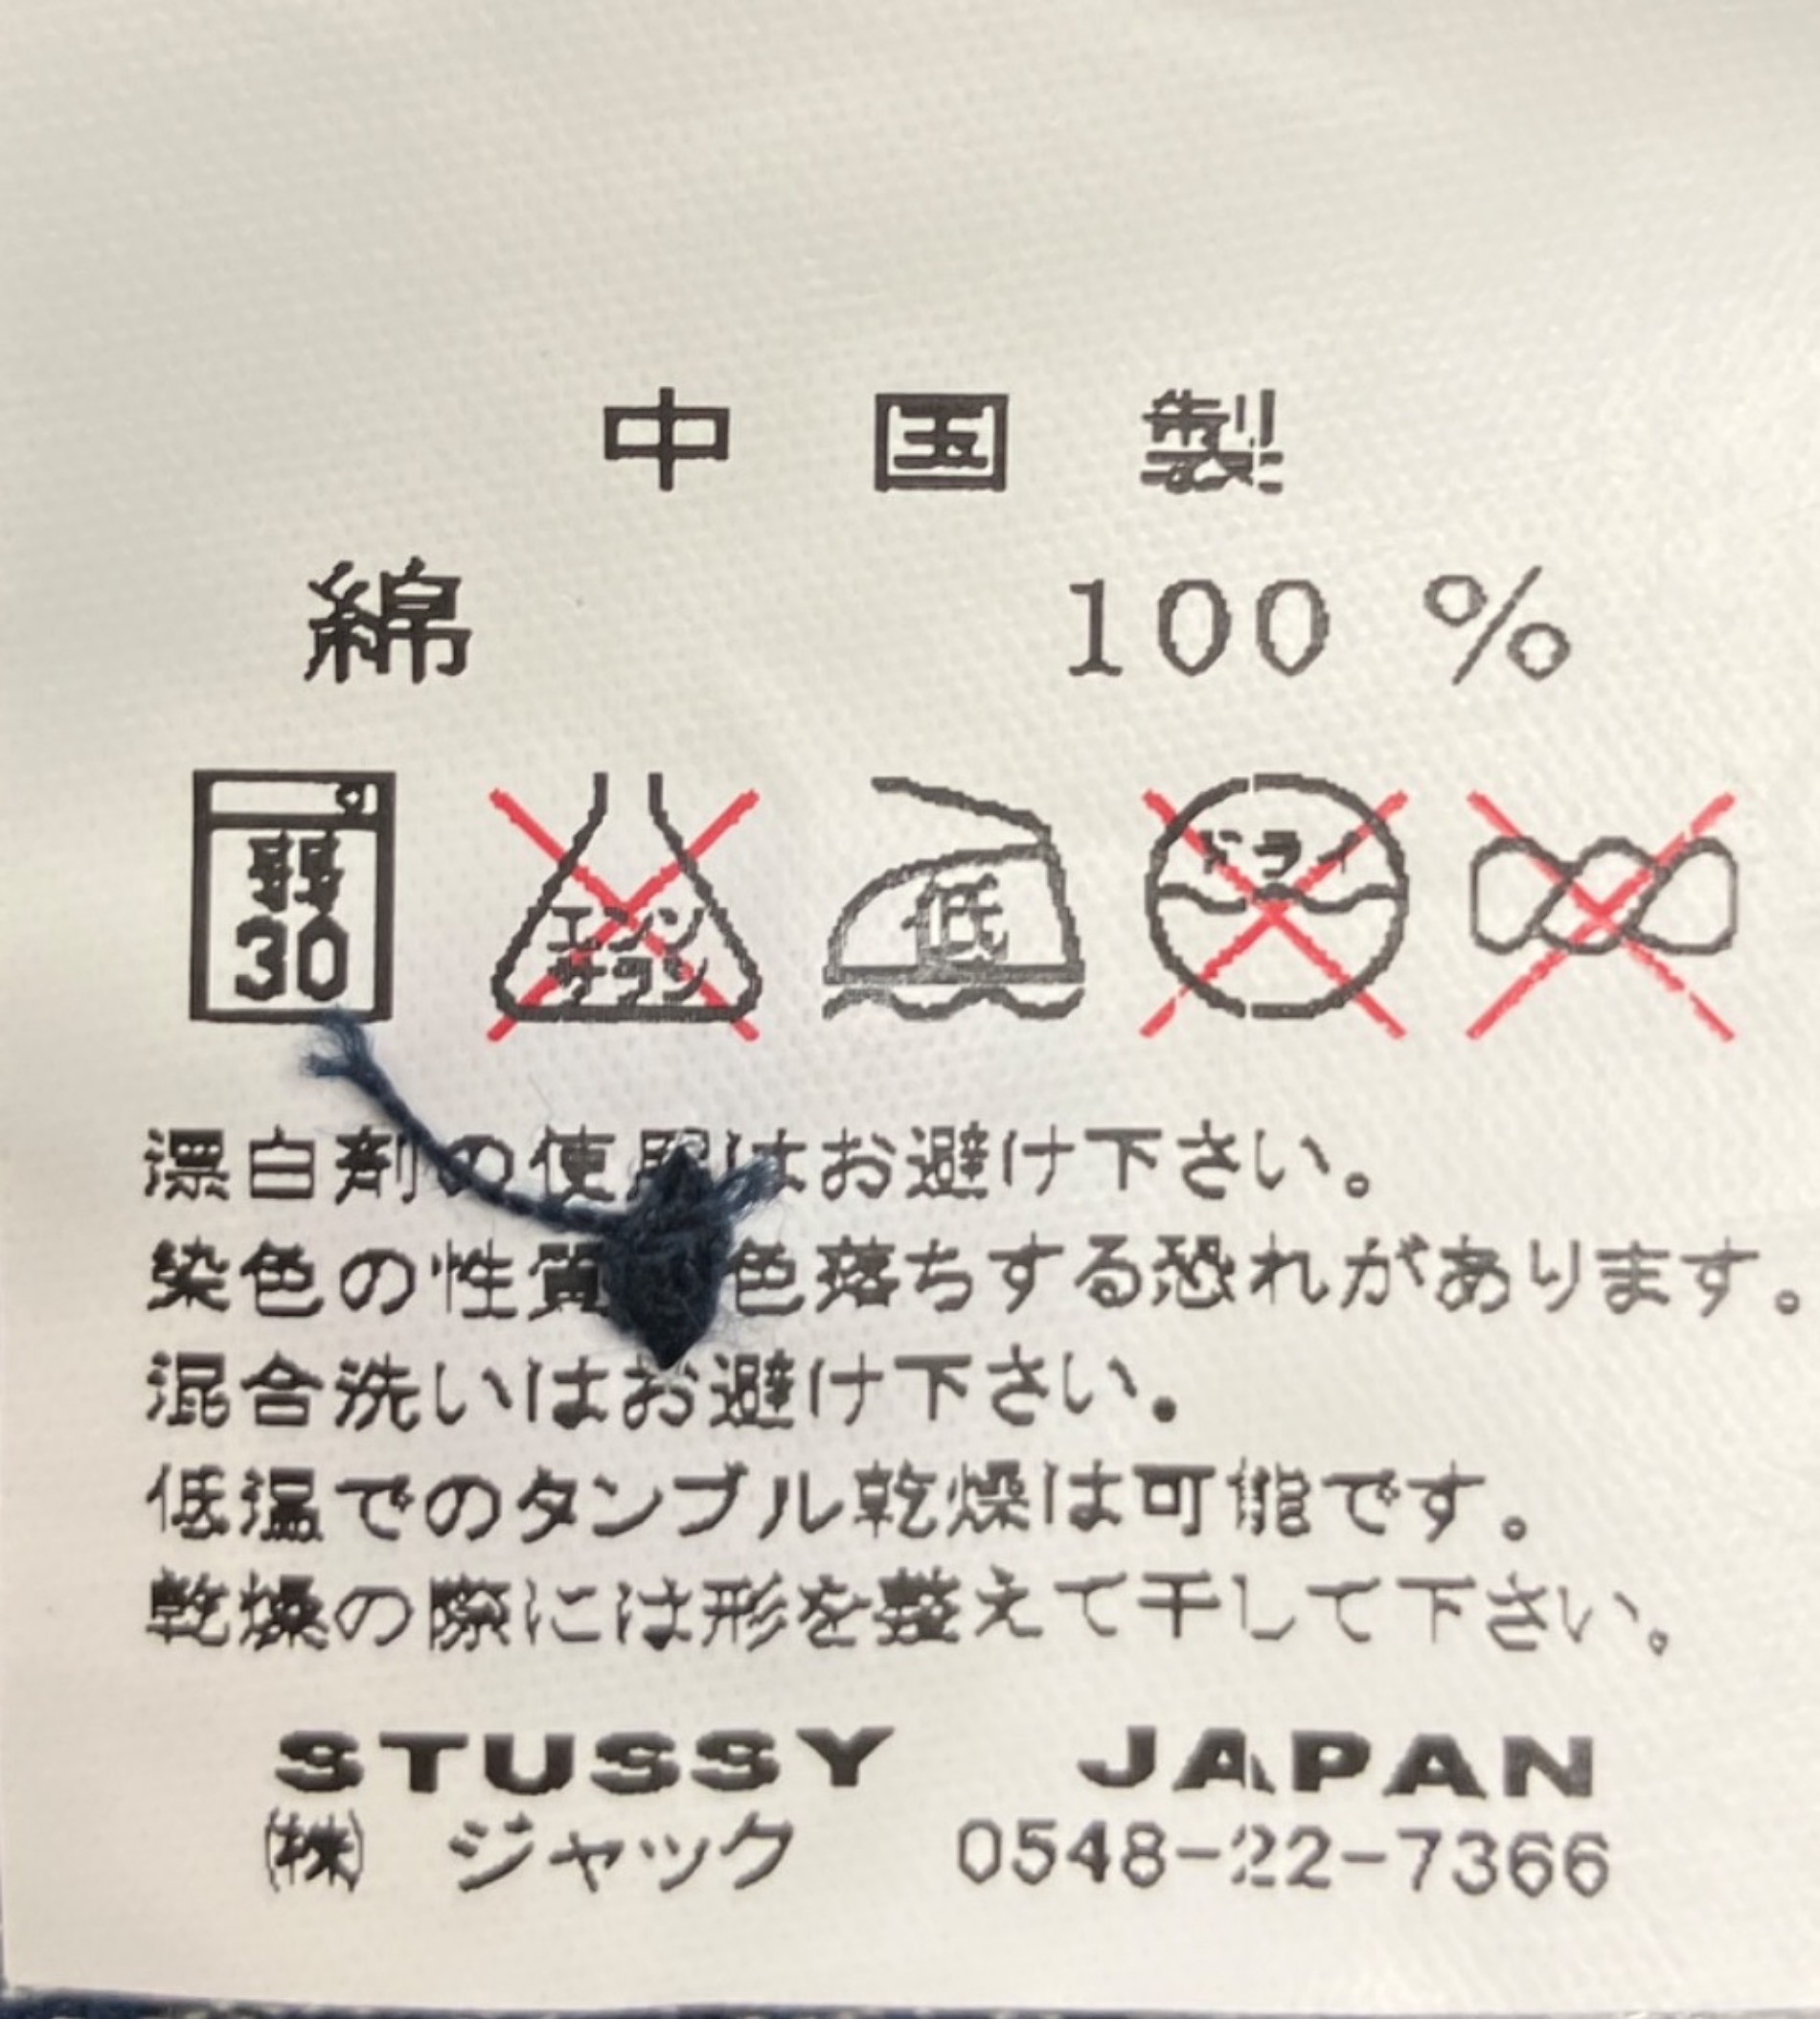 中国製
綿 100%
弱 30 エンソサラシ 低 ドライ
漂白剤の使用はお避け下さい。
染色の性質 色落ちする恐れがあります。
混合洗いはお避け下さい。
低温でのタンブル乾燥は可能です。
乾燥の際には形を整えて干して下さい。
STUSSY JAPAN
㈱ ジャック 0548-22-7366